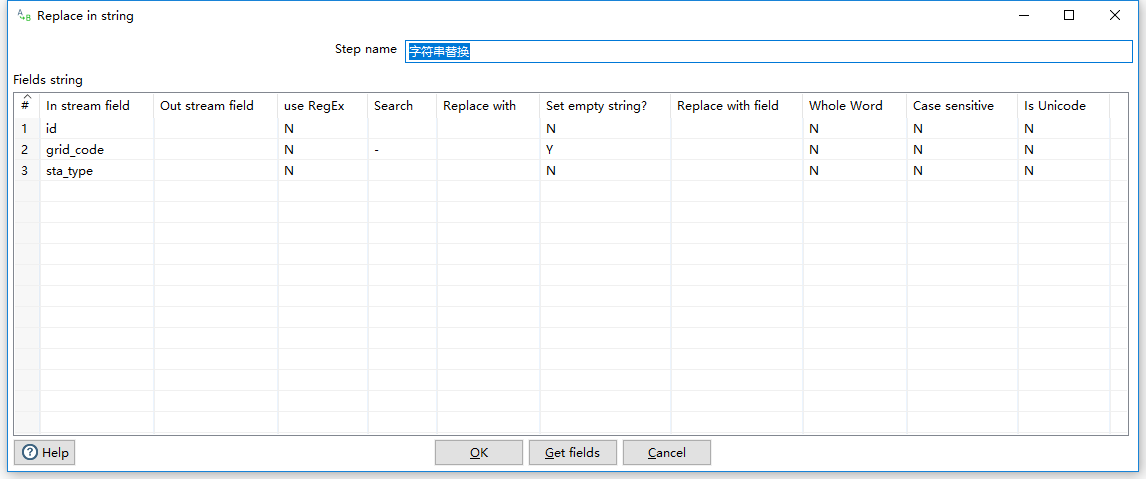 Replace in string
Step name 字符串替换
Fields string
# In stream field Out stream field use RegEx Search Replace with Set empty string? Replace with field Whole Word Case sensitive Is Unicode
1 id N N N N N
2 grid_code N - Y N N N
3 sta_type N N N N N
Help OK Get fields Cancel